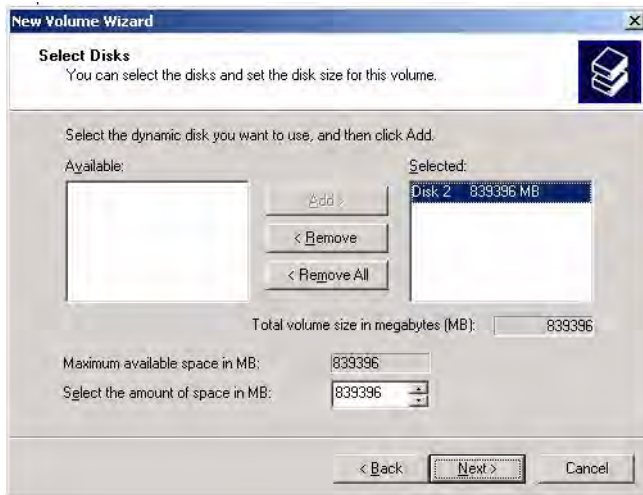 New Volume Wizard
Select Disks
You can select the disks and set the disk size for this volume.
Select the dynamic disk you want to use, and then click Add.
Available:
Selected:
Disk 2 839396 MB
Add >
< Remove
< Remove All
Total volume size in megabytes (MB): 839396
Maximum available space in MB: 839396
Select the amount of space in MB: 839396
< Back Next > Cancel